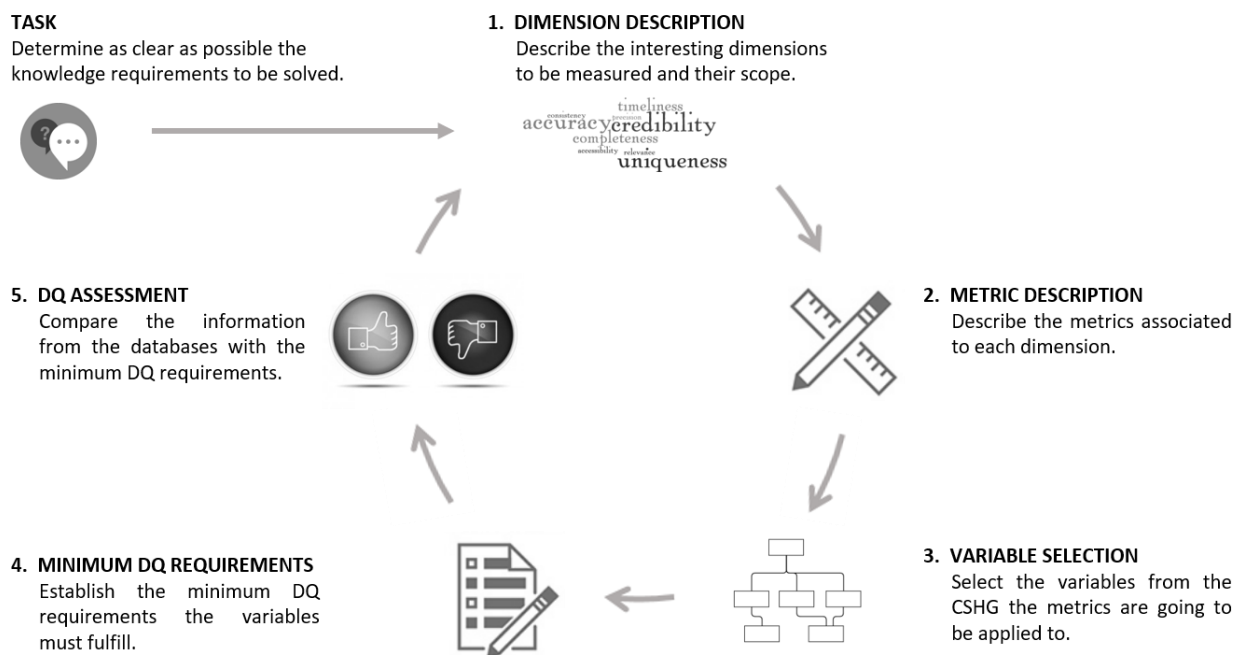 TASK
Determine as clear as possible the
knowledge requirements to be solved.
?
1. DIMENSION DESCRIPTION
Describe the interesting dimensions
to be measured and their scope.
timeliness
consistency
precision
accuracy
credibility
completeness
accessibility
relevance
uniqueness
2. METRIC DESCRIPTION
Describe the metrics associated
to each dimension.
3. VARIABLE SELECTION
Select the variables from the
CSHG the metrics are going to
be applied to.
4. MINIMUM DQ REQUIREMENTS
Establish the minimum DQ
requirements the variables
must fulfill.
5. DQ ASSESSMENT
Compare the information
from the databases with the
minimum DQ requirements.